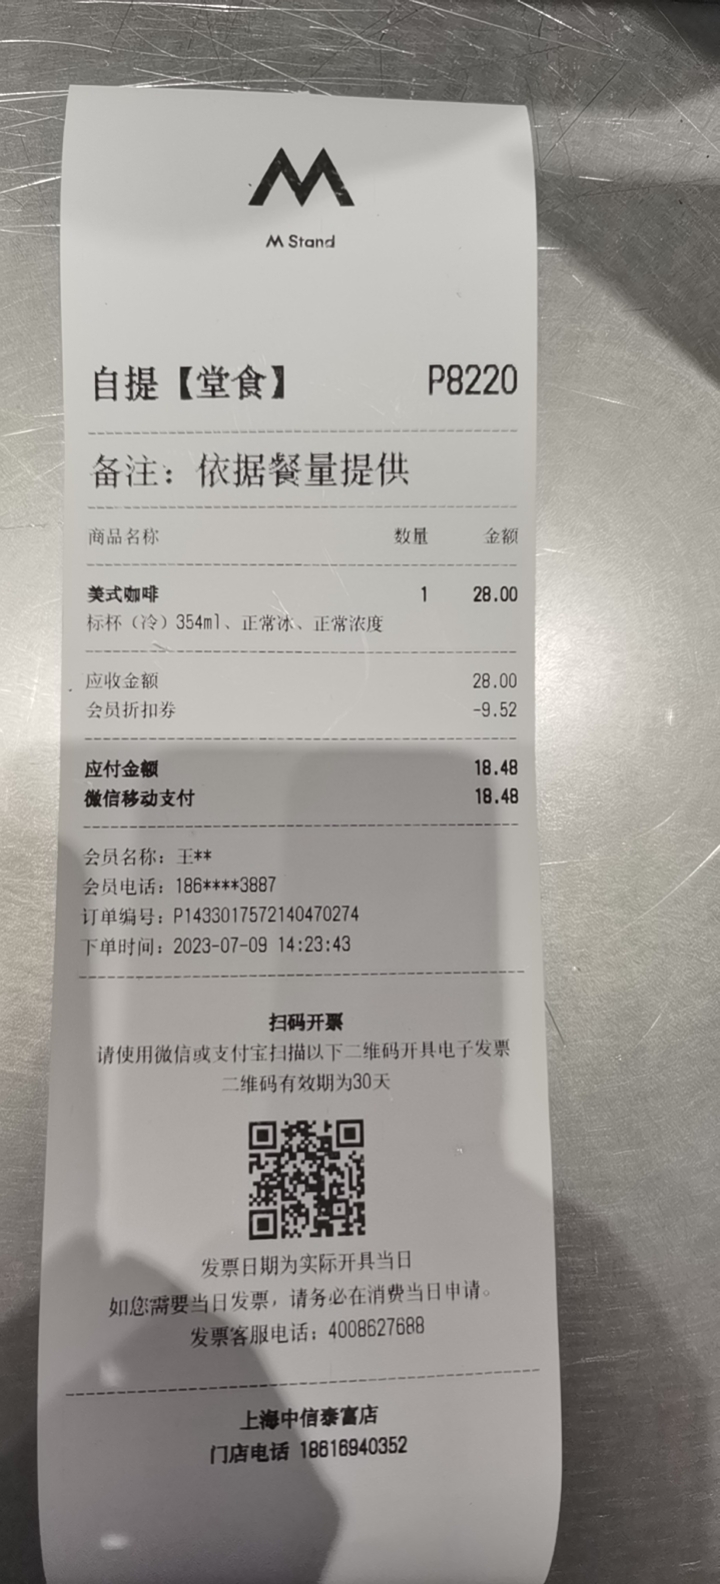 M Stand
自提【堂食】 P8220
备注：依据餐量提供
商品名称 数量 金额
美式咖啡 1 28.00
标杯（冷）354ml、正常冰、正常浓度
应收金额 28.00
会员折扣券 -9.52
应付金额 18.48
微信移动支付 18.48
会员名称：王**
会员电话：186****3887
订单编号：P1433017572140470274
下单时间：2023-07-09 14:23:43
扫码开票
请使用微信或支付宝扫描以下二维码开具电子发票
二维码有效期为30天
发票日期为实际开具当日
如您需要当日发票，请务必在消费当日申请。
发票客服电话：4008627688
上海中信泰富店
门店电话 18616940352